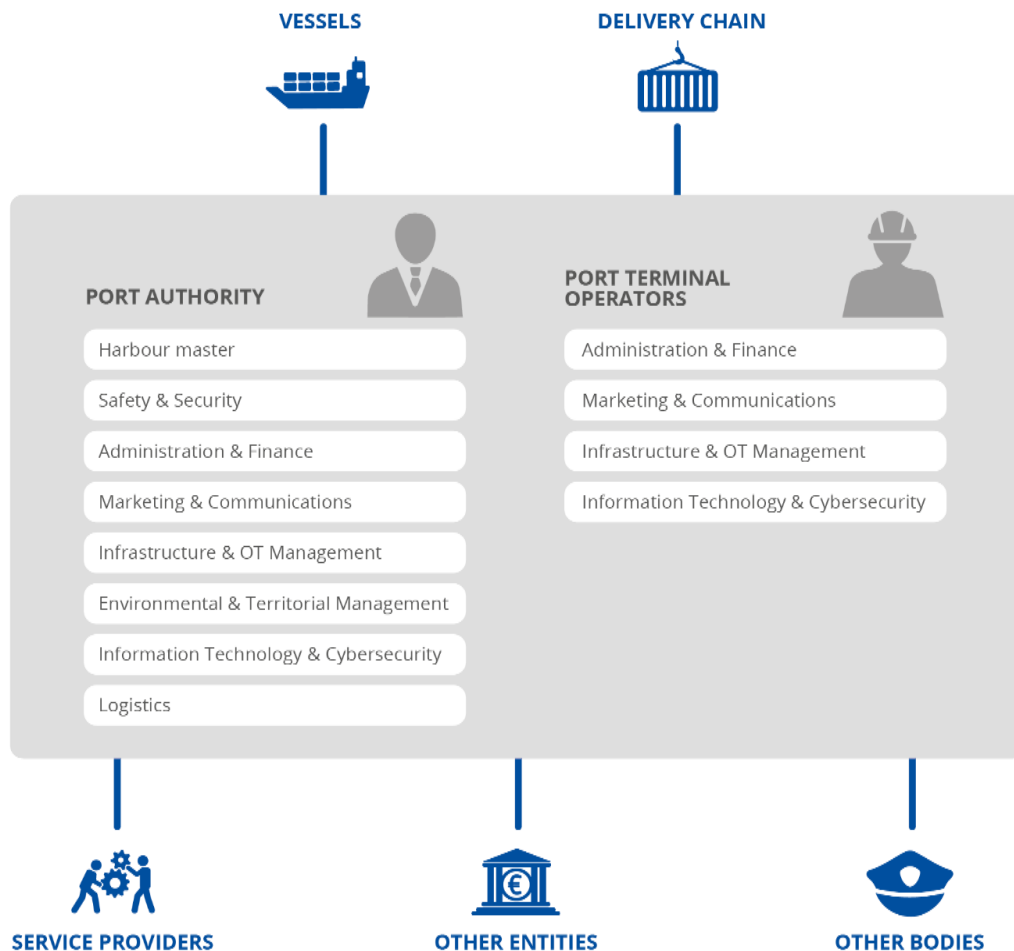 VESSELS
DELIVERY CHAIN
PORT AUTHORITY
Harbour master
Safety & Security
Administration & Finance
Marketing & Communications
Infrastructure & OT Management
Environmental & Territorial Management
Information Technology & Cybersecurity
Logistics
PORT TERMINAL
OPERATORS
Administration & Finance
Marketing & Communications
Infrastructure & OT Management
Information Technology & Cybersecurity
€
SERVICE PROVIDERS
OTHER ENTITIES
OTHER BODIES